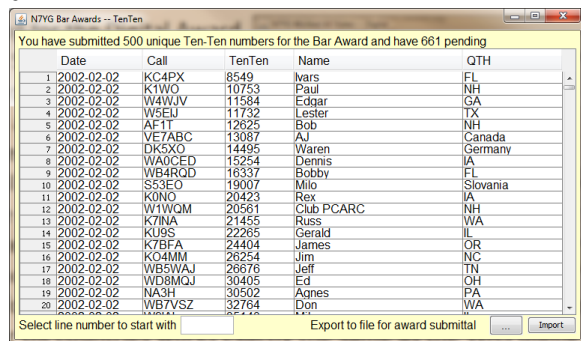 N7YG Bar Awards -- TenTen
You have submitted 500 unique Ten-Ten numbers for the Bar Award and have 661 pending
Date Call TenTen Name QTH
1 2002-02-02 KC4PX 8549 Ivars FL
2 2002-02-02 K1WO 10753 Paul NH
3 2002-02-02 W4WJV 11584 Edgar GA
4 2002-02-02 W5EIJ 11732 Lester TX
5 2002-02-02 AF1T 12625 Bob NH
6 2002-02-02 VE7ABC 13087 AJ Canada
7 2002-02-02 DK5XO 14495 Waren Germany
8 2002-02-02 WA0CED 15254 Dennis IA
9 2002-02-02 WB4RQD 16337 Bobby FL
10 2002-02-02 S53EO 19007 Milo Slovania
11 2002-02-02 K0NO 20423 Rex IA
12 2002-02-02 W1WQM 20561 Club PCARC NH
13 2002-02-02 K7INA 21455 Russ WA
14 2002-02-02 KU9S 22265 Gerald IL
15 2002-02-02 K7BFA 24404 James OR
16 2002-02-02 KO4MM 26254 Jim NC
17 2002-02-02 WB5WAJ 26676 Jeff TN
18 2002-02-02 WD8MQJ 30405 Ed OH
19 2002-02-02 NA3H 30502 Agnes PA
20 2002-02-02 WB7VSZ 32764 Don WA
Select line number to start with Export to file for award submittal ... Import